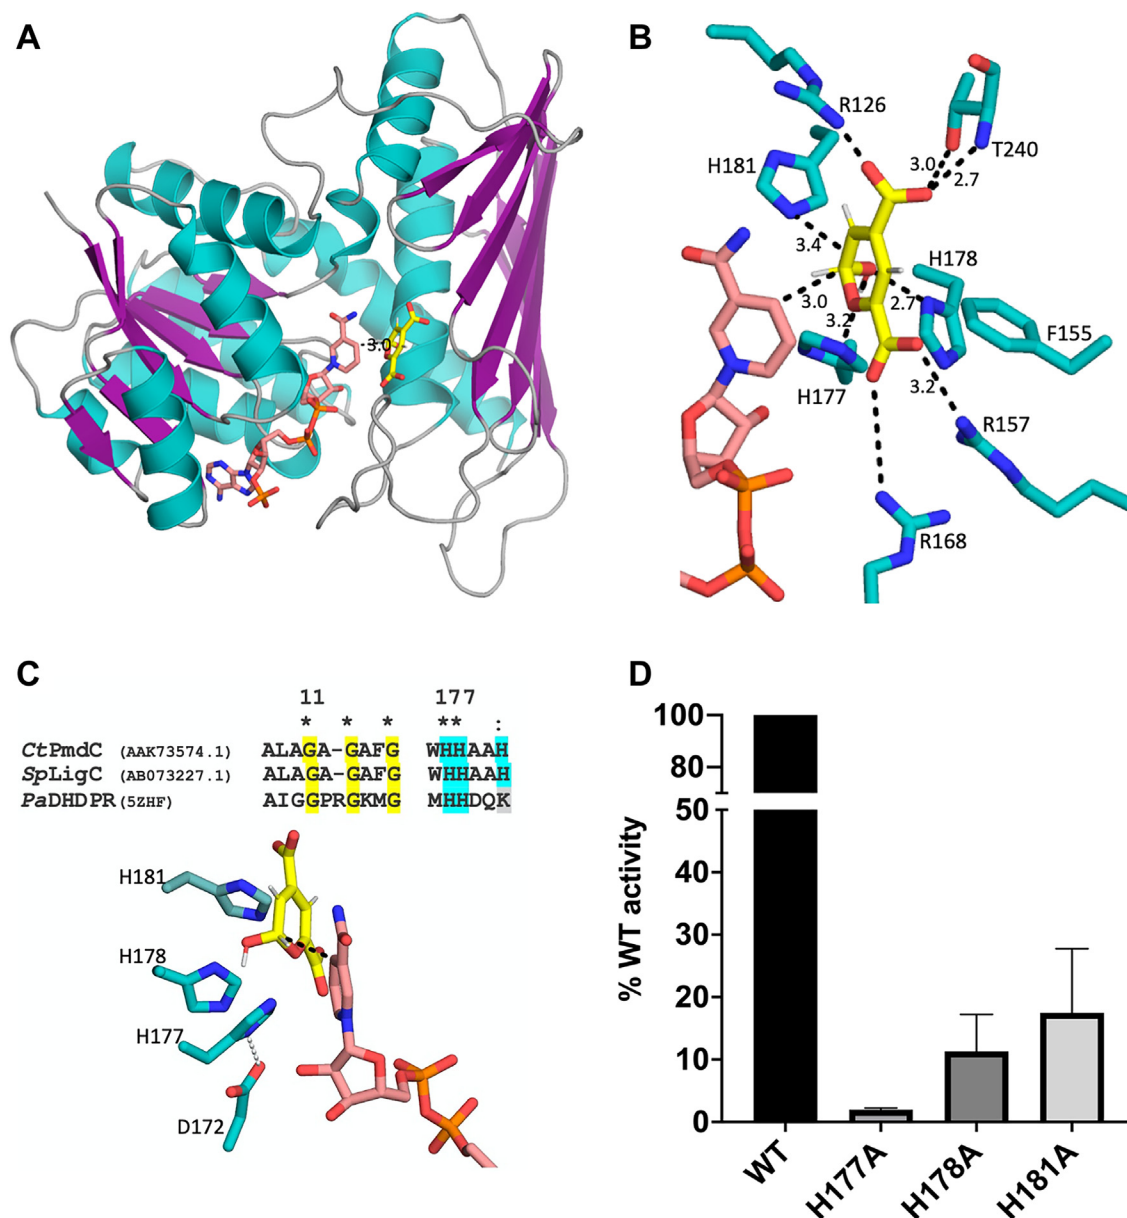 A
3.0
B
R126
H181
3.0
T240
2.7
3.4
H178
3.0
2.7
3.2
F155
H177
3.2
R157
R168
C
11 177
* * * ** :
CtPmdC (AAK73574.1) ALAGA-GAFG WHHAAH
SpLigC (AB073227.1) ALAGA-GAFG WHHAAH
PaDHDPR(5ZHF) AIGGPRGKMG MHHDQK
H181
H178
H177
D172
D
% WT activity
100
80
50
40
30
20
10
0
WT
H177A
H178A
H181A